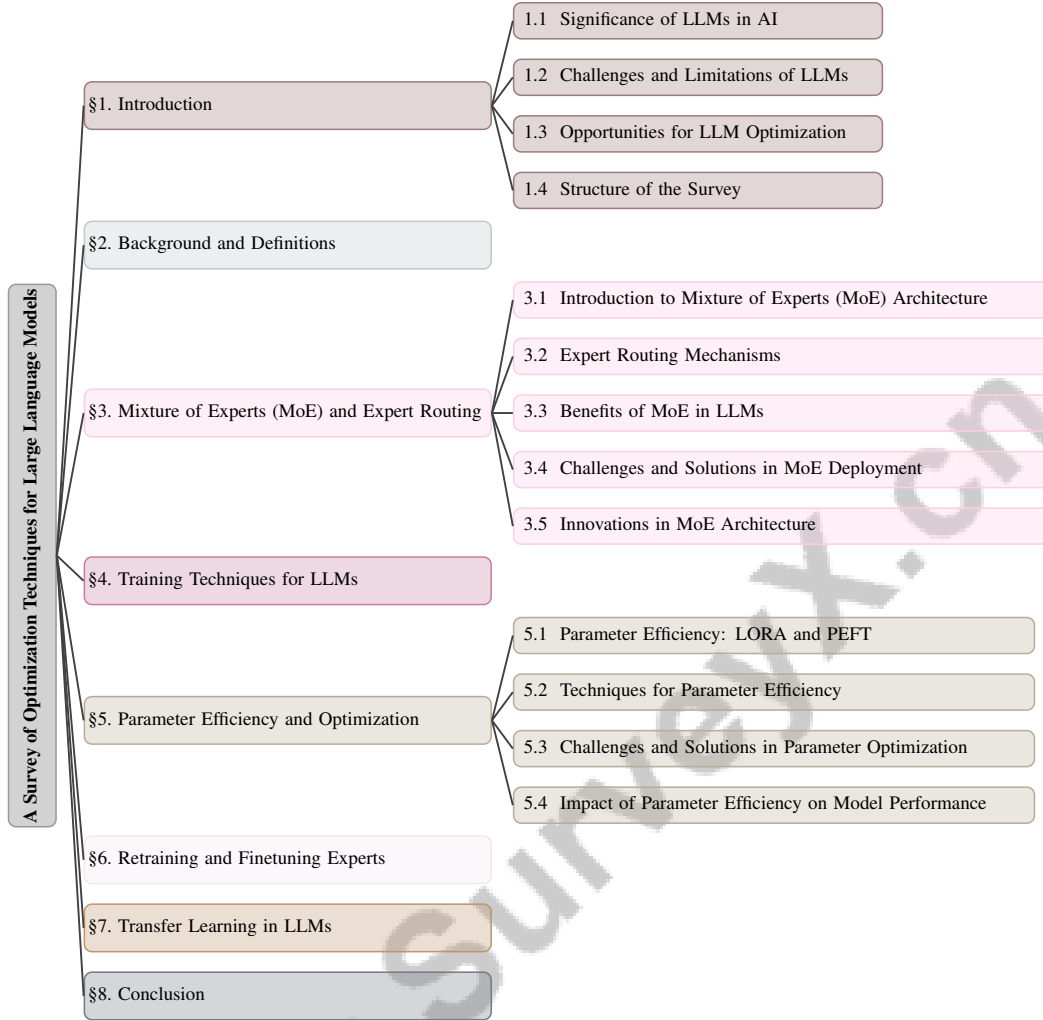 A Survey of Optimization Techniques for Large Language Models
§1. Introduction
1.1 Significance of LLMs in AI
1.2 Challenges and Limitations of LLMs
1.3 Opportunities for LLM Optimization
1.4 Structure of the Survey
§2. Background and Definitions
§3. Mixture of Experts (MoE) and Expert Routing
3.1 Introduction to Mixture of Experts (MoE) Architecture
3.2 Expert Routing Mechanisms
3.3 Benefits of MoE in LLMs
3.4 Challenges and Solutions in MoE Deployment
3.5 Innovations in MoE Architecture
§4. Training Techniques for LLMs
§5. Parameter Efficiency and Optimization
5.1 Parameter Efficiency: LORA and PEFT
5.2 Techniques for Parameter Efficiency
5.3 Challenges and Solutions in Parameter Optimization
5.4 Impact of Parameter Efficiency on Model Performance
§6. Retraining and Finetuning Experts
§7. Transfer Learning in LLMs
§8. Conclusion
Surveyx.cn